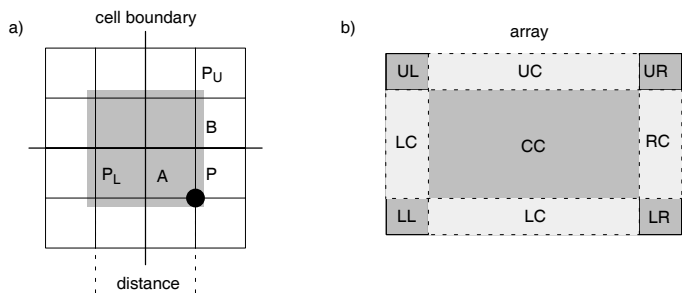 cell boundary
a)
P_U
B
P_L
A
P
distance
b)
array
UL
UC
UR
LC
CC
RC
LL
LC
LR